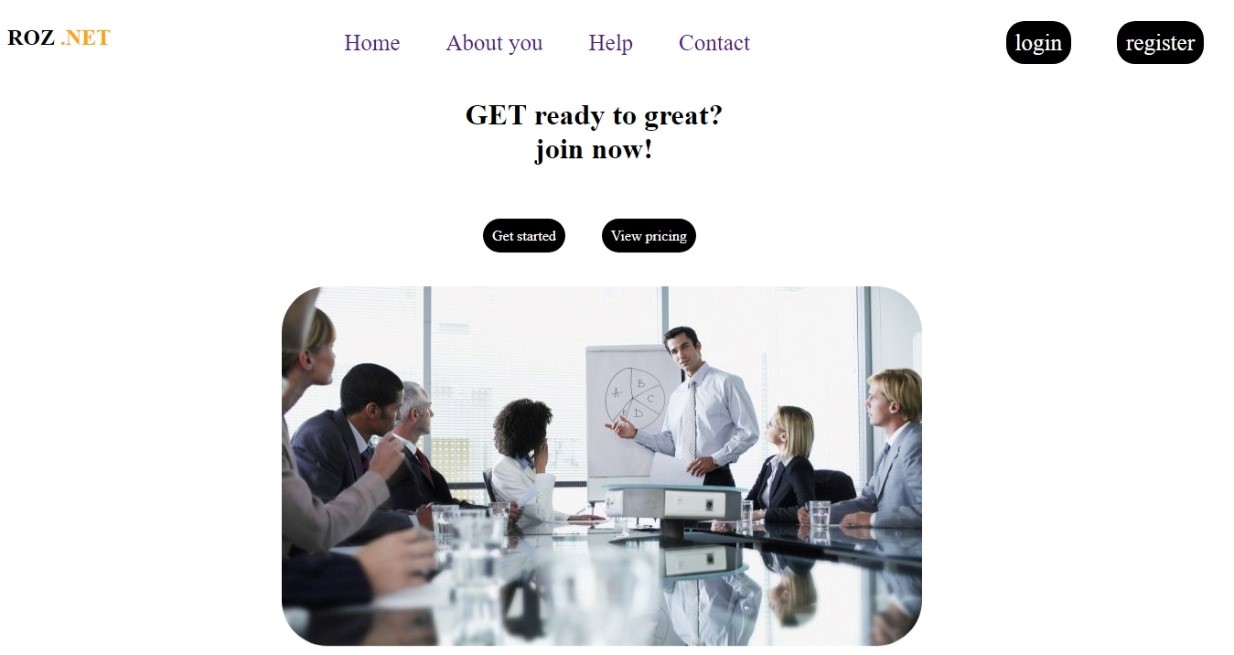 ROZ .NET
Home About you Help Contact
login register
GET ready to great?
join now!
Get started View pricing
A B C D